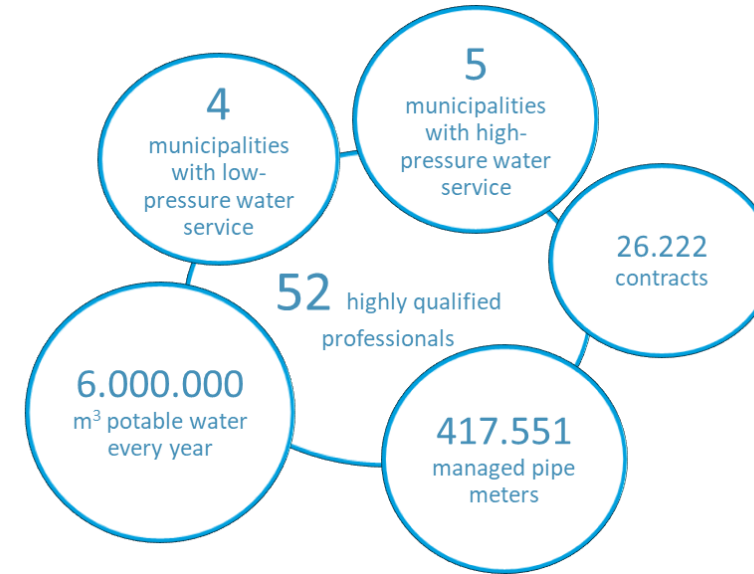 4
municipalities
with low-
pressure water
service
5
municipalities
with high-
pressure water
service
26.222
contracts
52 highly qualified
professionals
6.000.000
m³ potable water
every year
417.551
managed pipe
meters